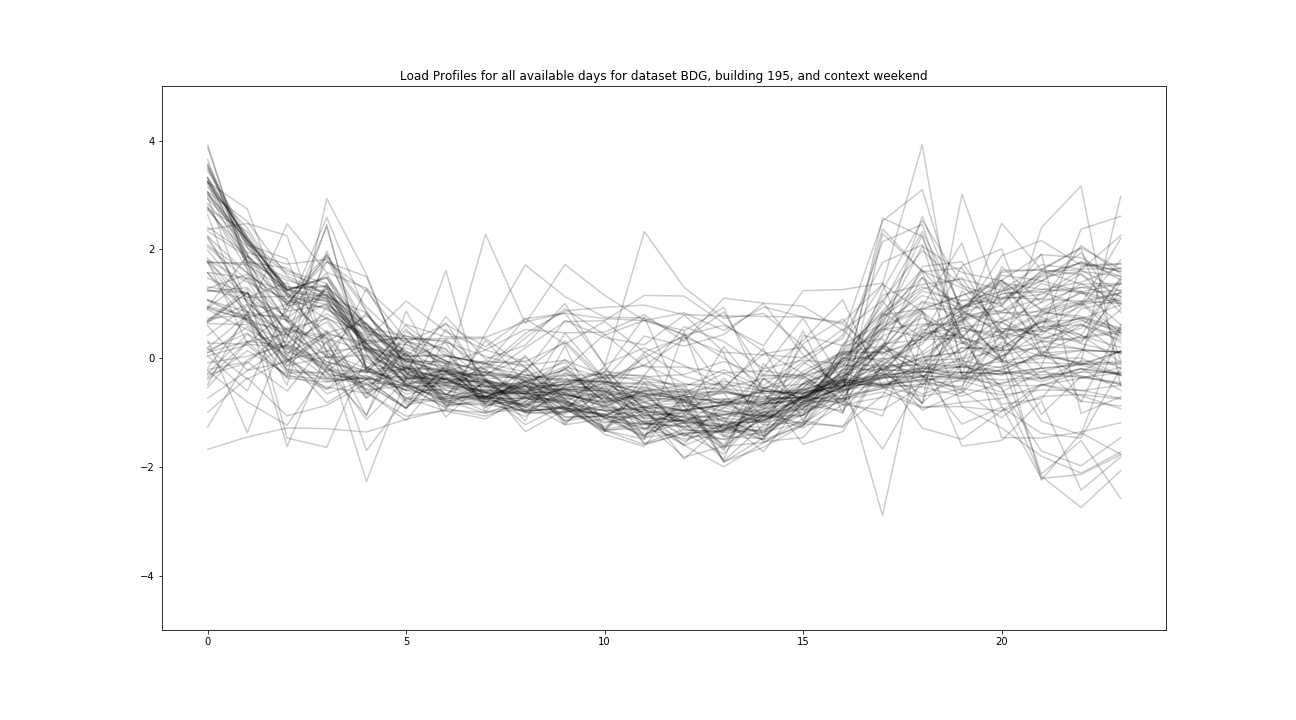 Load Profiles for all available days for dataset BDG, building 195, and context weekend
4
2
0
−2
−4
0 5 10 15 20